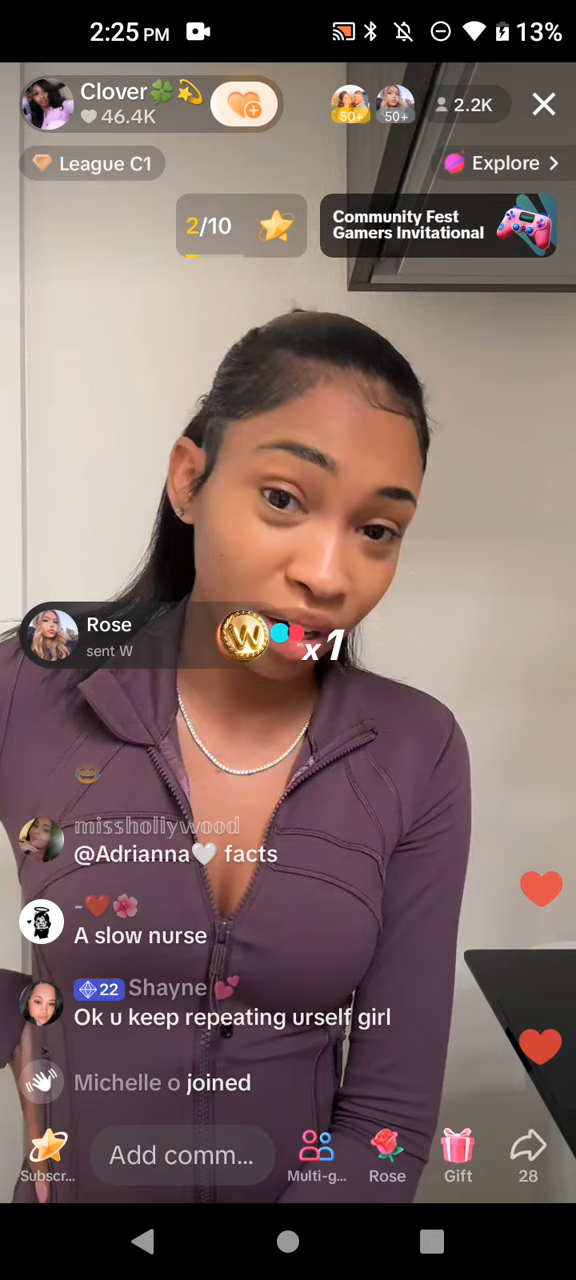 2:25 PM
13%
Clover🍀💫
46.4K
50+
50+
2.2K
League C1
Explore >
2/10
Community Fest
Gamers Invitational
Rose
sent W
W
x1
😂
misshollywood
@Adrianna🤍 facts
-❤️🌸
A slow nurse
22 Shayne 💕
Ok u keep repeating urself girl
Michelle o joined
Add comm...
Subscr...
Multi-g...
Rose
Gift
28